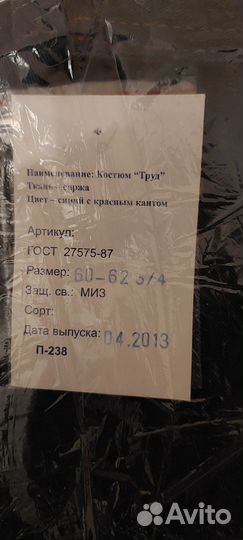 Наименование: Костюм "Труд"
Ткань – саржа
Цвет – синий с красным кантом
Артикул:
ГОСТ 27575-87
Размер: 60-62 3/4
Защ. св.: МИЗ
Сорт:
Дата выпуска: 04.2013
П-238
Avito